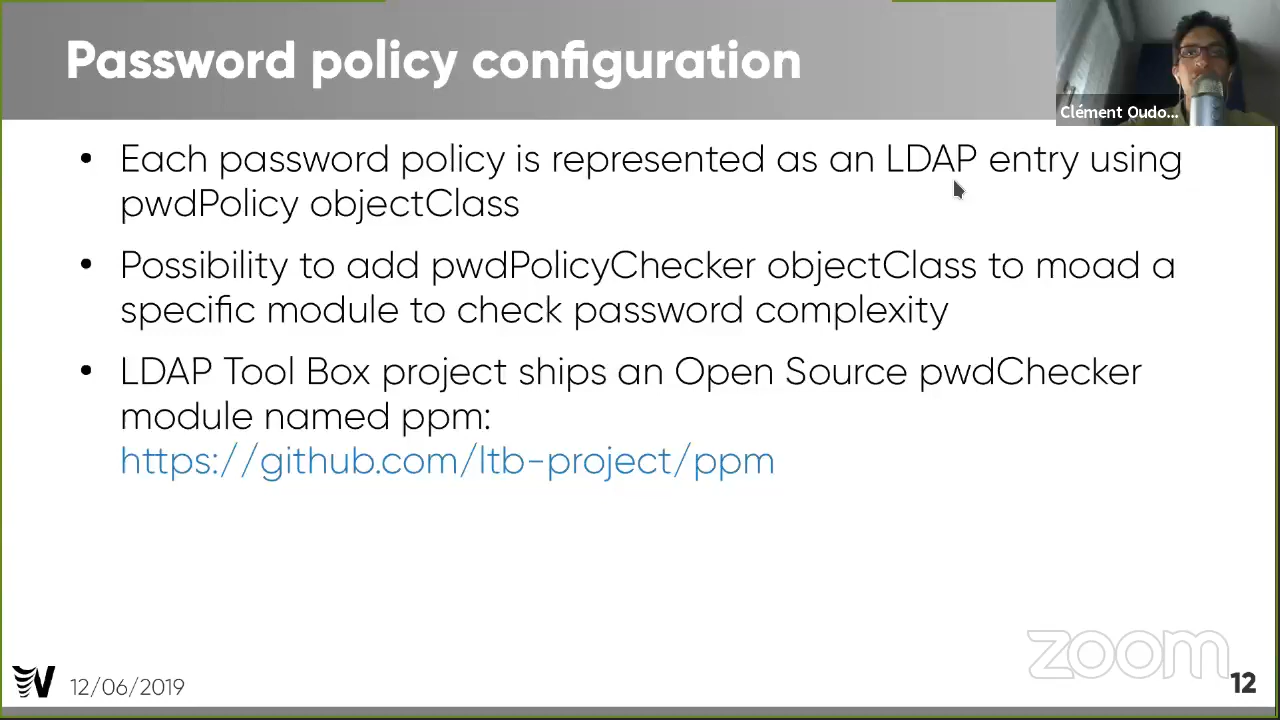 Password policy configuration
Clément Oudo...
• Each password policy is represented as an LDAP entry using
pwdPolicy objectClass
• Possibility to add pwdPolicyChecker objectClass to moad a
specific module to check password complexity
• LDAP Tool Box project ships an Open Source pwdChecker
module named ppm:
https://github.com/ltb-project/ppm
zoom
12/06/2019
12